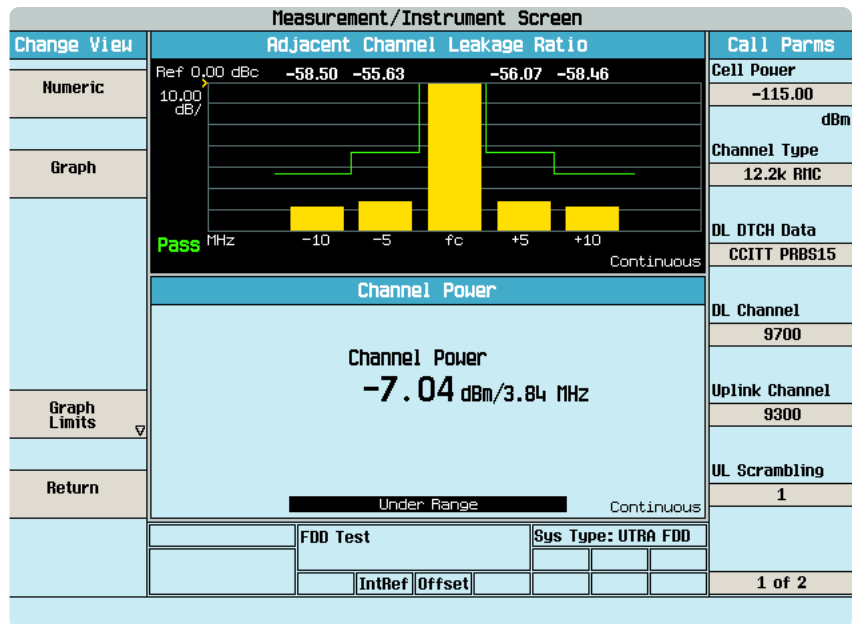 Measurement/Instrument Screen
Change View
Numeric
Graph
Graph
Limits
Return
Adjacent Channel Leakage Ratio
Ref 0.00 dBc -58.50 -55.63 -56.07 -58.46
10.00
dB/
Pass MHz -10 -5 fc +5 +10
Continuous
Channel Power
Channel Power
-7.04 dBm/3.84 MHz
Under Range Continuous
FDD Test Sys Type: UTRA FDD
IntRef Offset
Call Parms
Cell Power
-115.00
dBm
Channel Type
12.2k RMC
DL DTCH Data
CCITT PRBS15
DL Channel
9700
Uplink Channel
9300
UL Scrambling
1
1 of 2